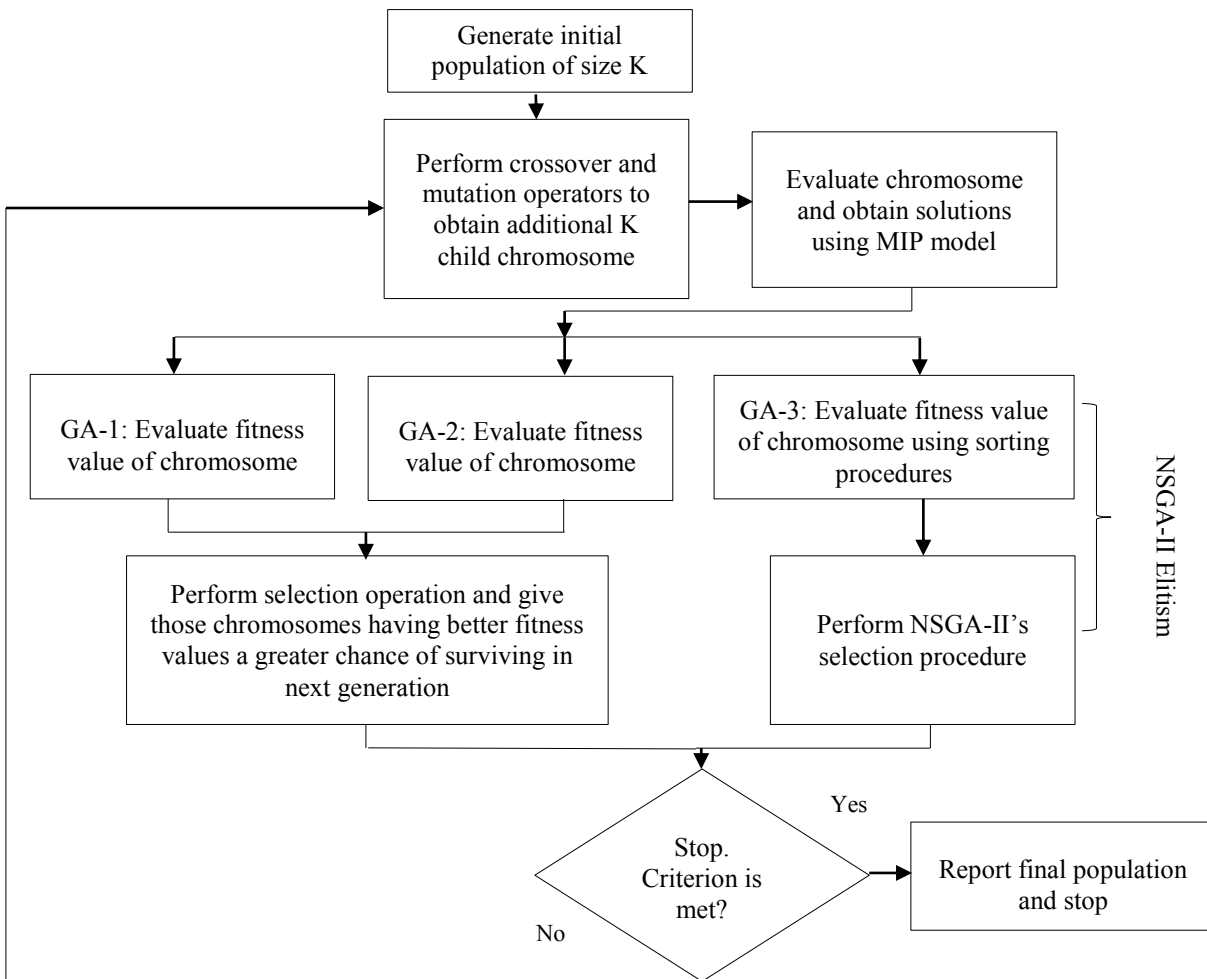 Generate initial
population of size K
Perform crossover and
mutation operators to
obtain additional K
child chromosome
Evaluate chromosome
and obtain solutions
using MIP model
GA-1: Evaluate fitness
value of chromosome
GA-2: Evaluate fitness
value of chromosome
GA-3: Evaluate fitness value
of chromosome using sorting
procedures
NSGA-II Elitism
Perform selection operation and give
those chromosomes having better fitness
values a greater chance of surviving in
next generation
Perform NSGA-II’s
selection procedure
Yes
Stop.
Criterion is
met?
No
Report final population
and stop